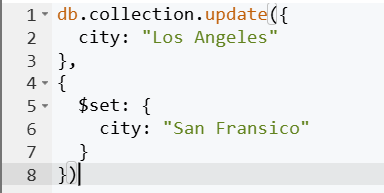 1 db.collection.update({
2   city: "Los Angeles"
3 },
4 {
5   $set: {
6     city: "San Fransico"
7   }
8 })